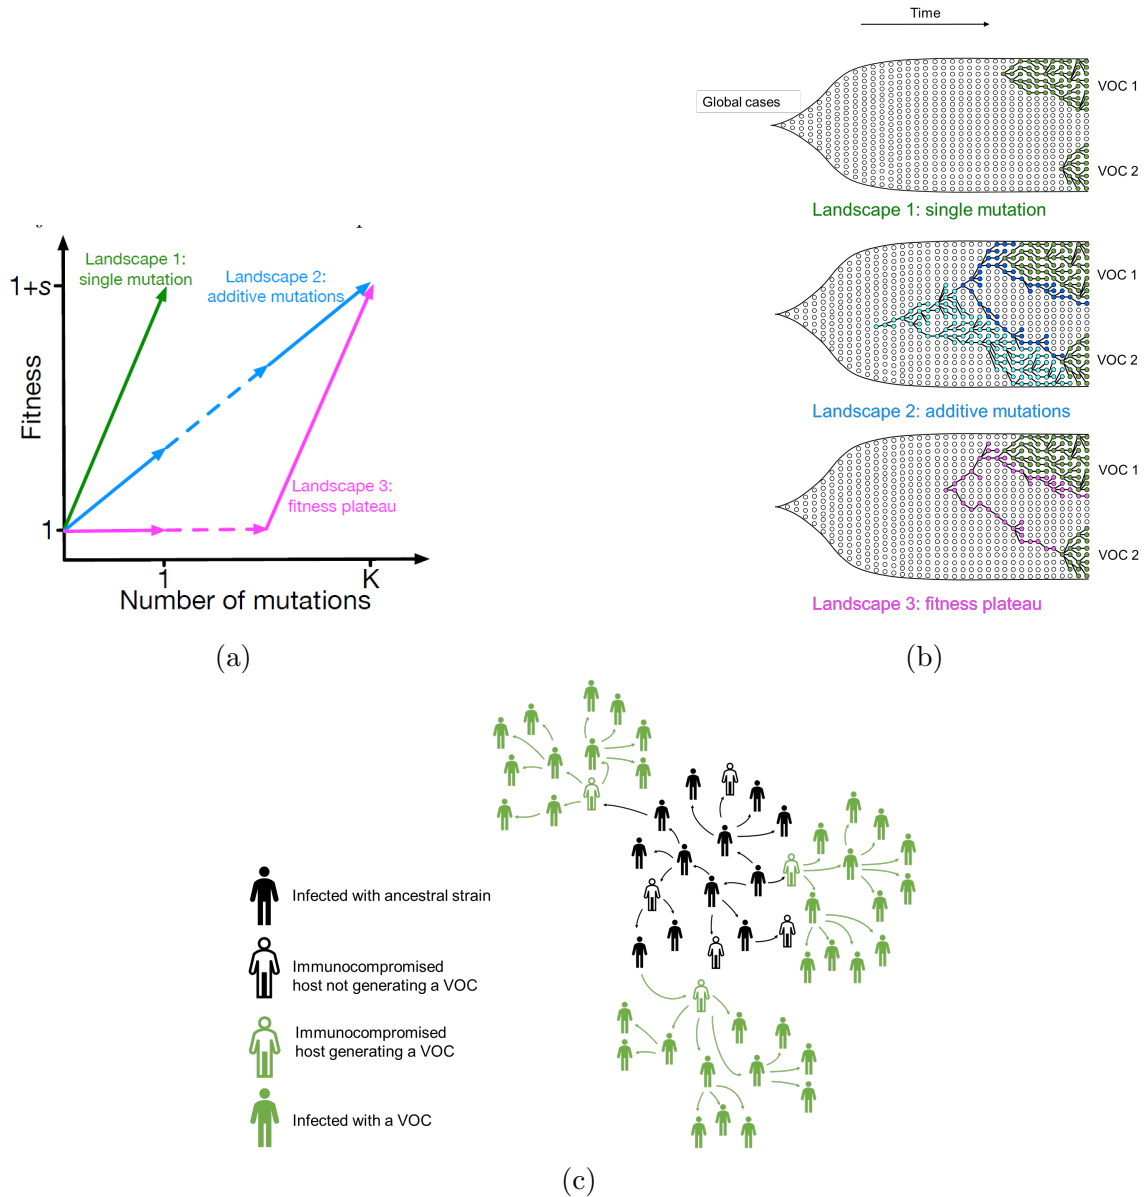 Landscape 1:
single mutation
Landscape 2:
additive mutations
1+s
Fitness
Landscape 3:
fitness plateau
1
1
K
Number of mutations
(a)
Time
Global cases
VOC 1
VOC 2
Landscape 1: single mutation
VOC 1
VOC 2
Landscape 2: additive mutations
VOC 1
VOC 2
Landscape 3: fitness plateau
(b)
Infected with ancestral strain
Immunocompromised
host not generating a VOC
Immunocompromised
host generating a VOC
Infected with a VOC
(c)